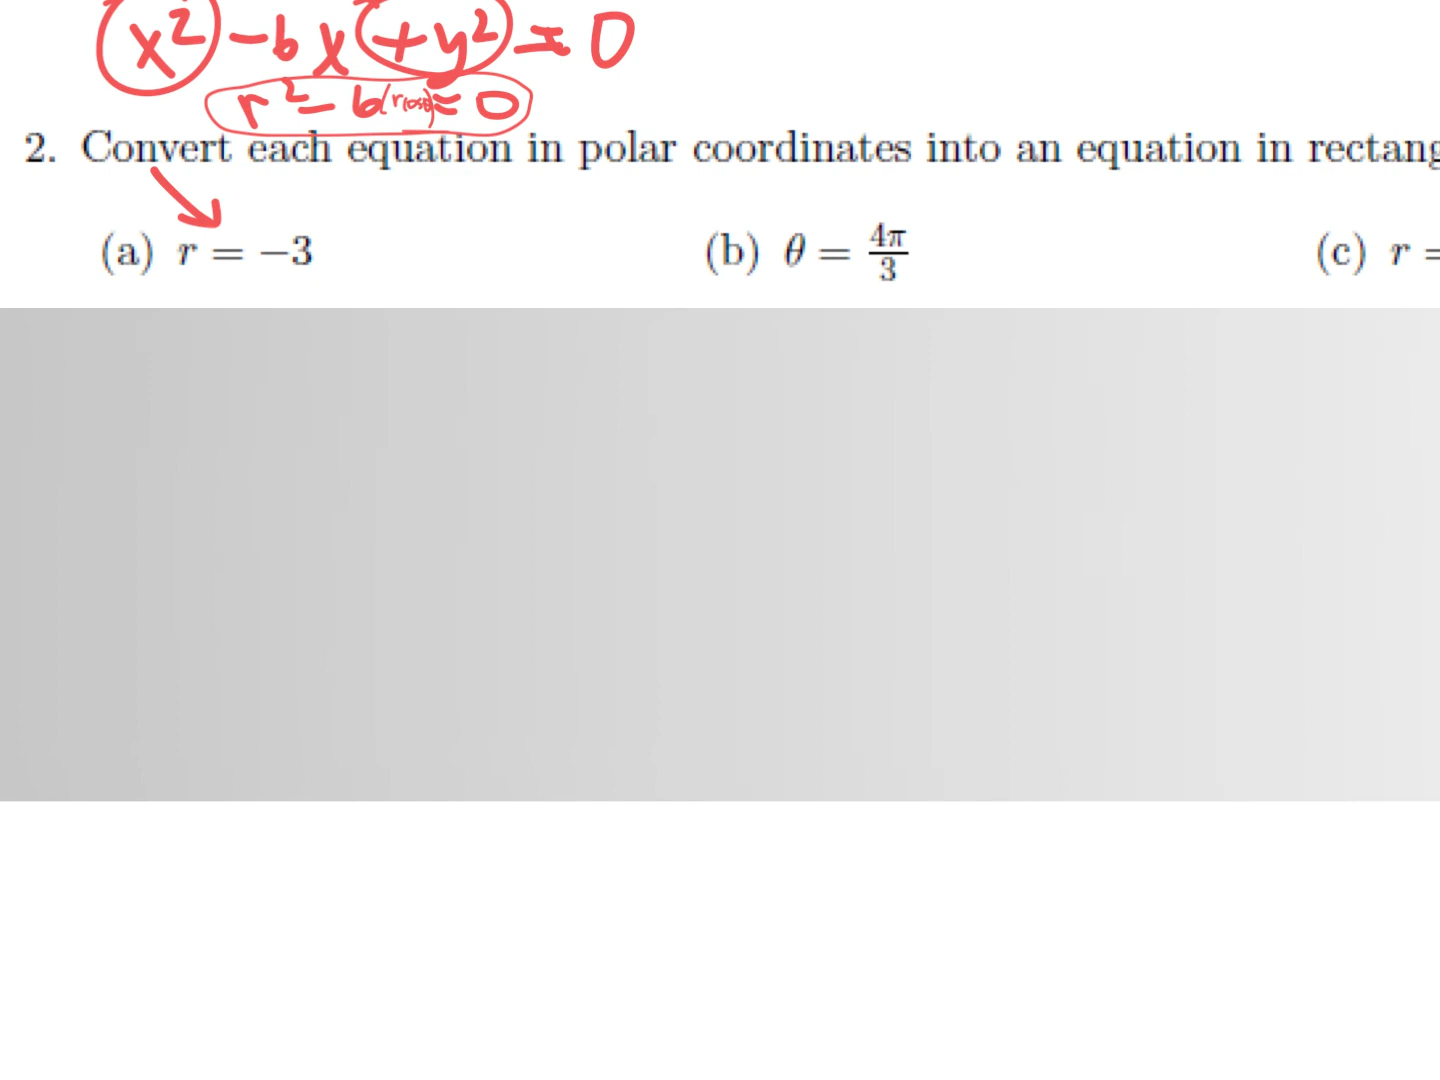 x² - 6x + y² = 0
r² - 6(rcosθ) = 0
2. Convert each equation in polar coordinates into an equation in rectang
(a) r = −3 (b) θ = 4π/3 (c) r =